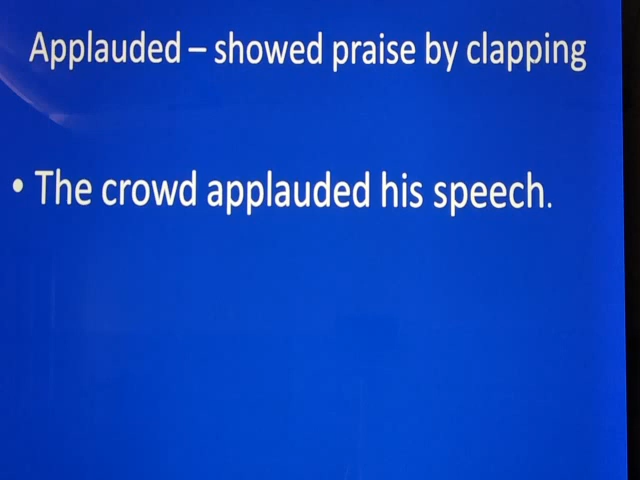 Applauded – showed praise by clapping
• The crowd applauded his speech.